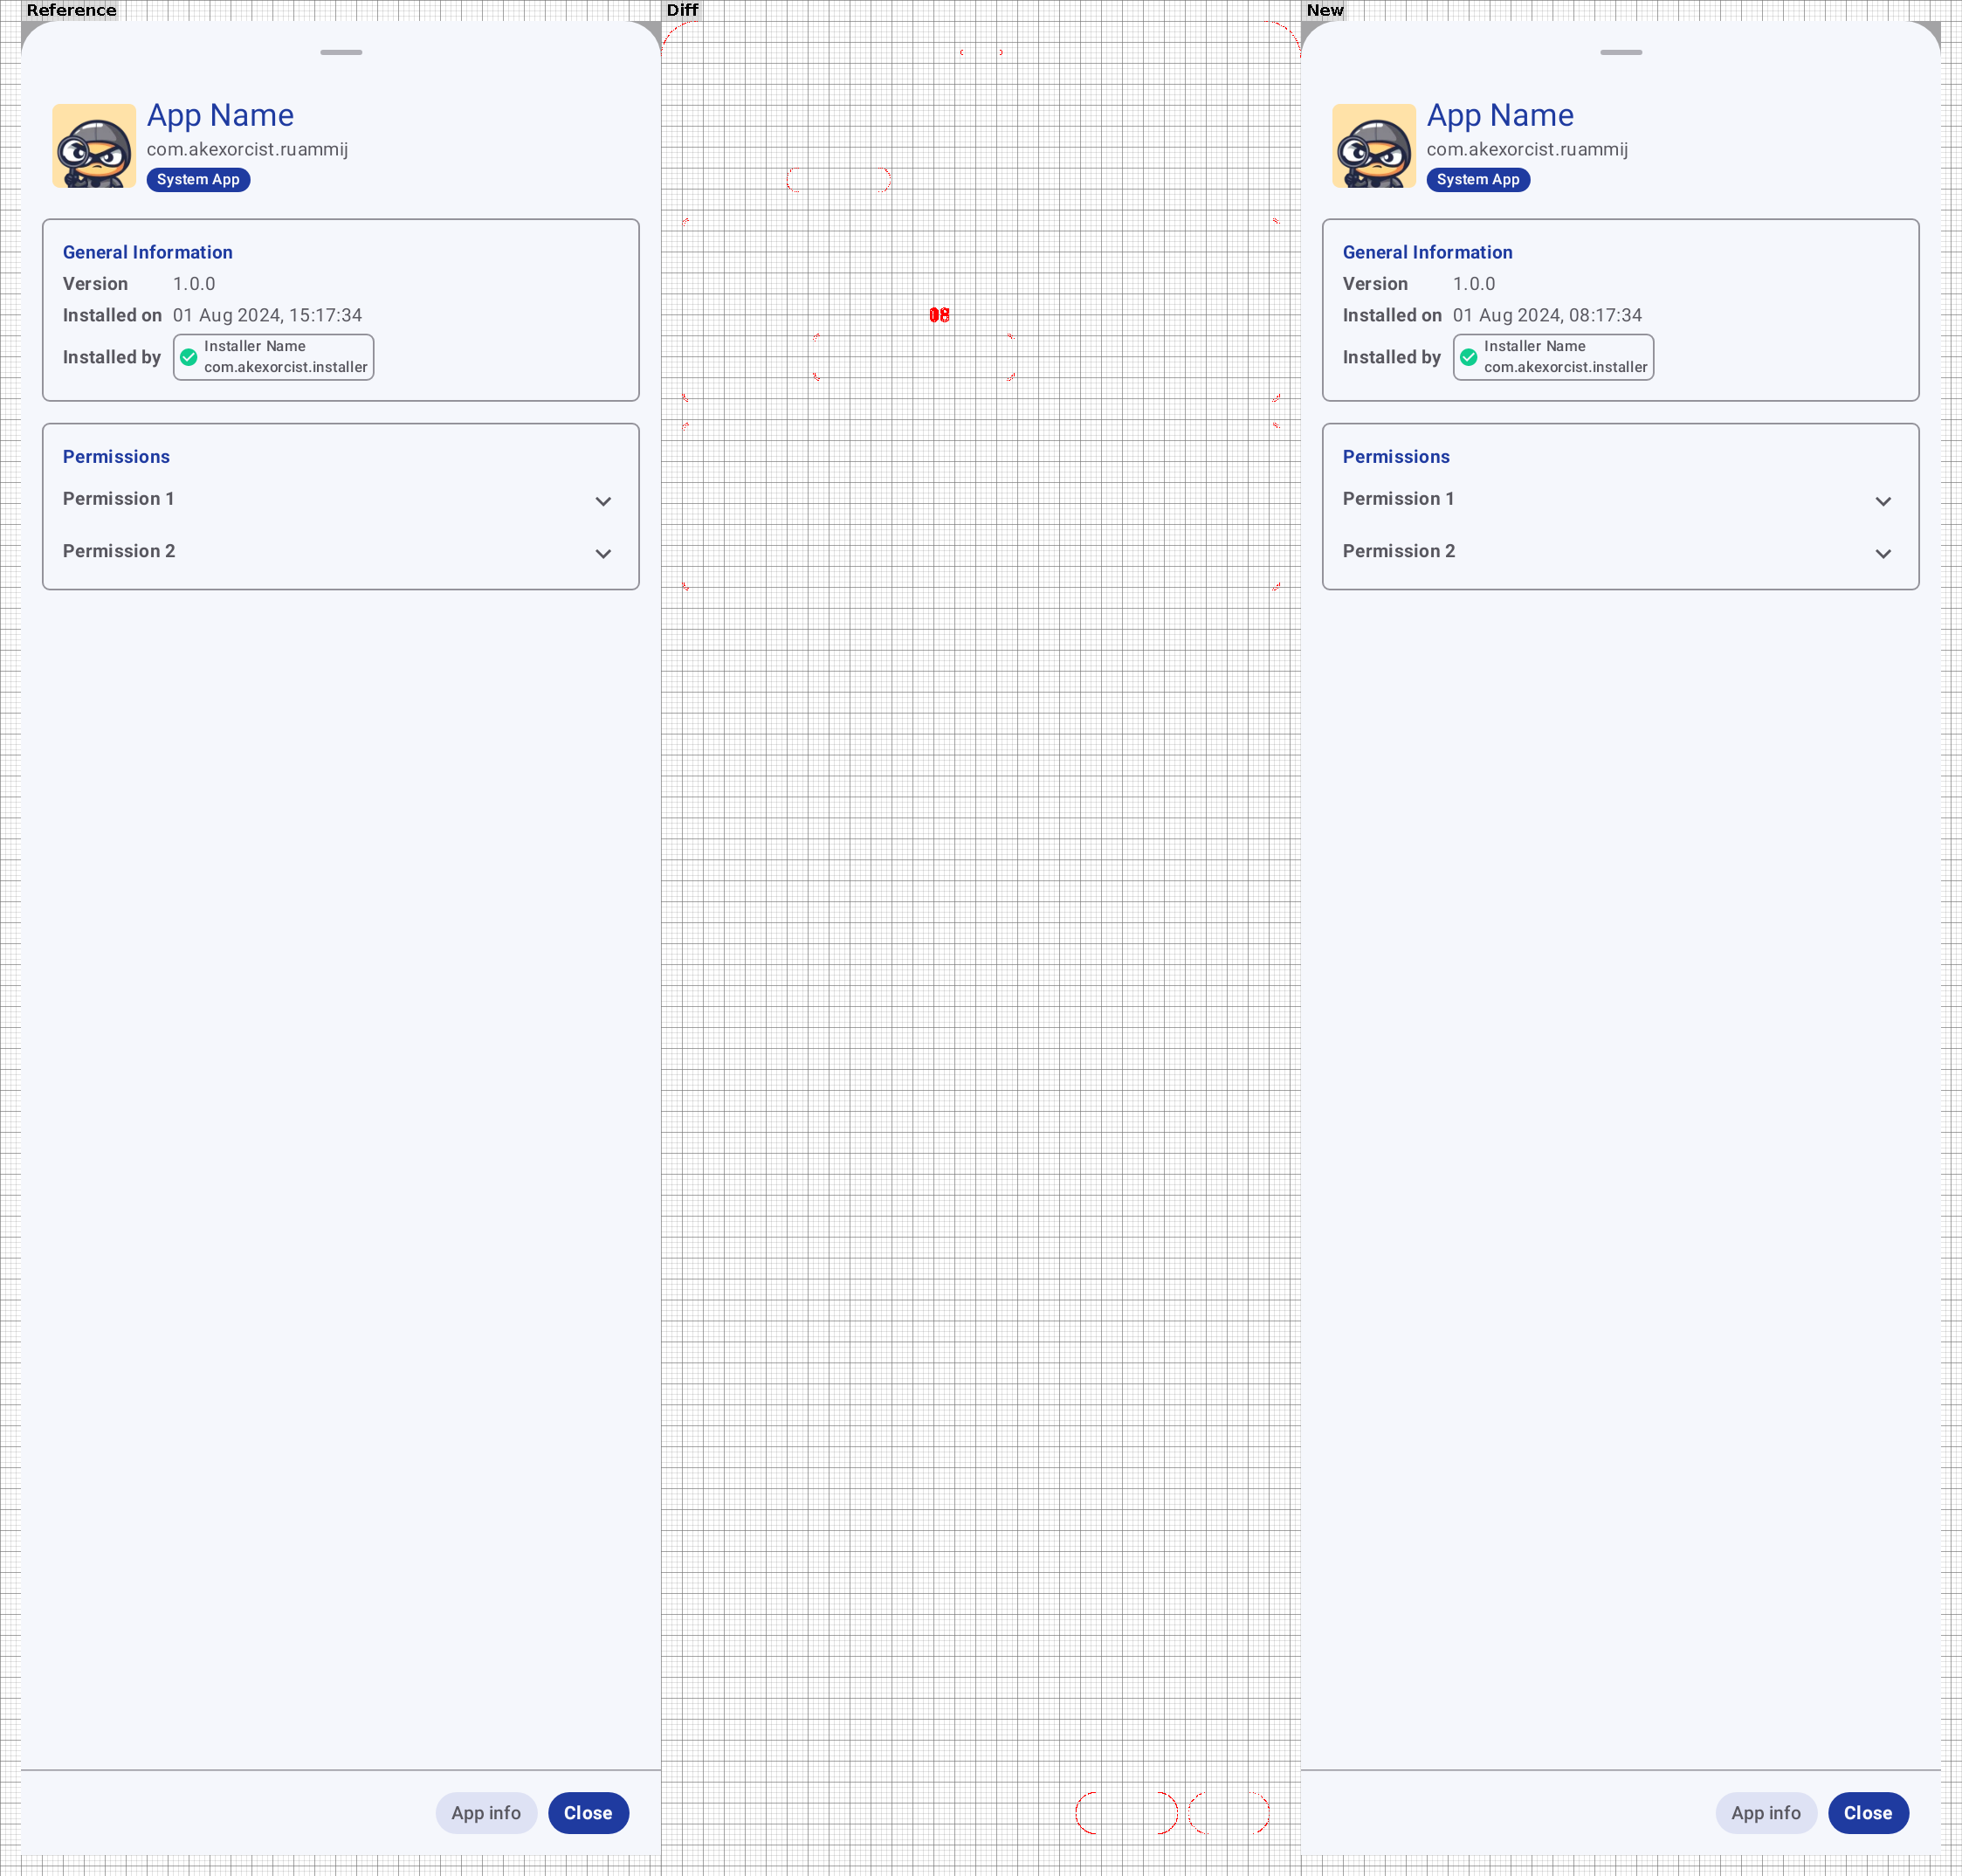 Reference
App Name
com.akexorcist.ruammij
System App
General Information
Version 1.0.0
Installed on 01 Aug 2024, 15:17:34
Installed by
Installer Name
com.akexorcist.installer
Permissions
Permission 1
Permission 2
App info
Close
Diff
New
App Name
com.akexorcist.ruammij
System App
General Information
Version 1.0.0
Installed on 01 Aug 2024, 08:17:34
Installed by
Installer Name
com.akexorcist.installer
Permissions
Permission 1
Permission 2
App info
Close